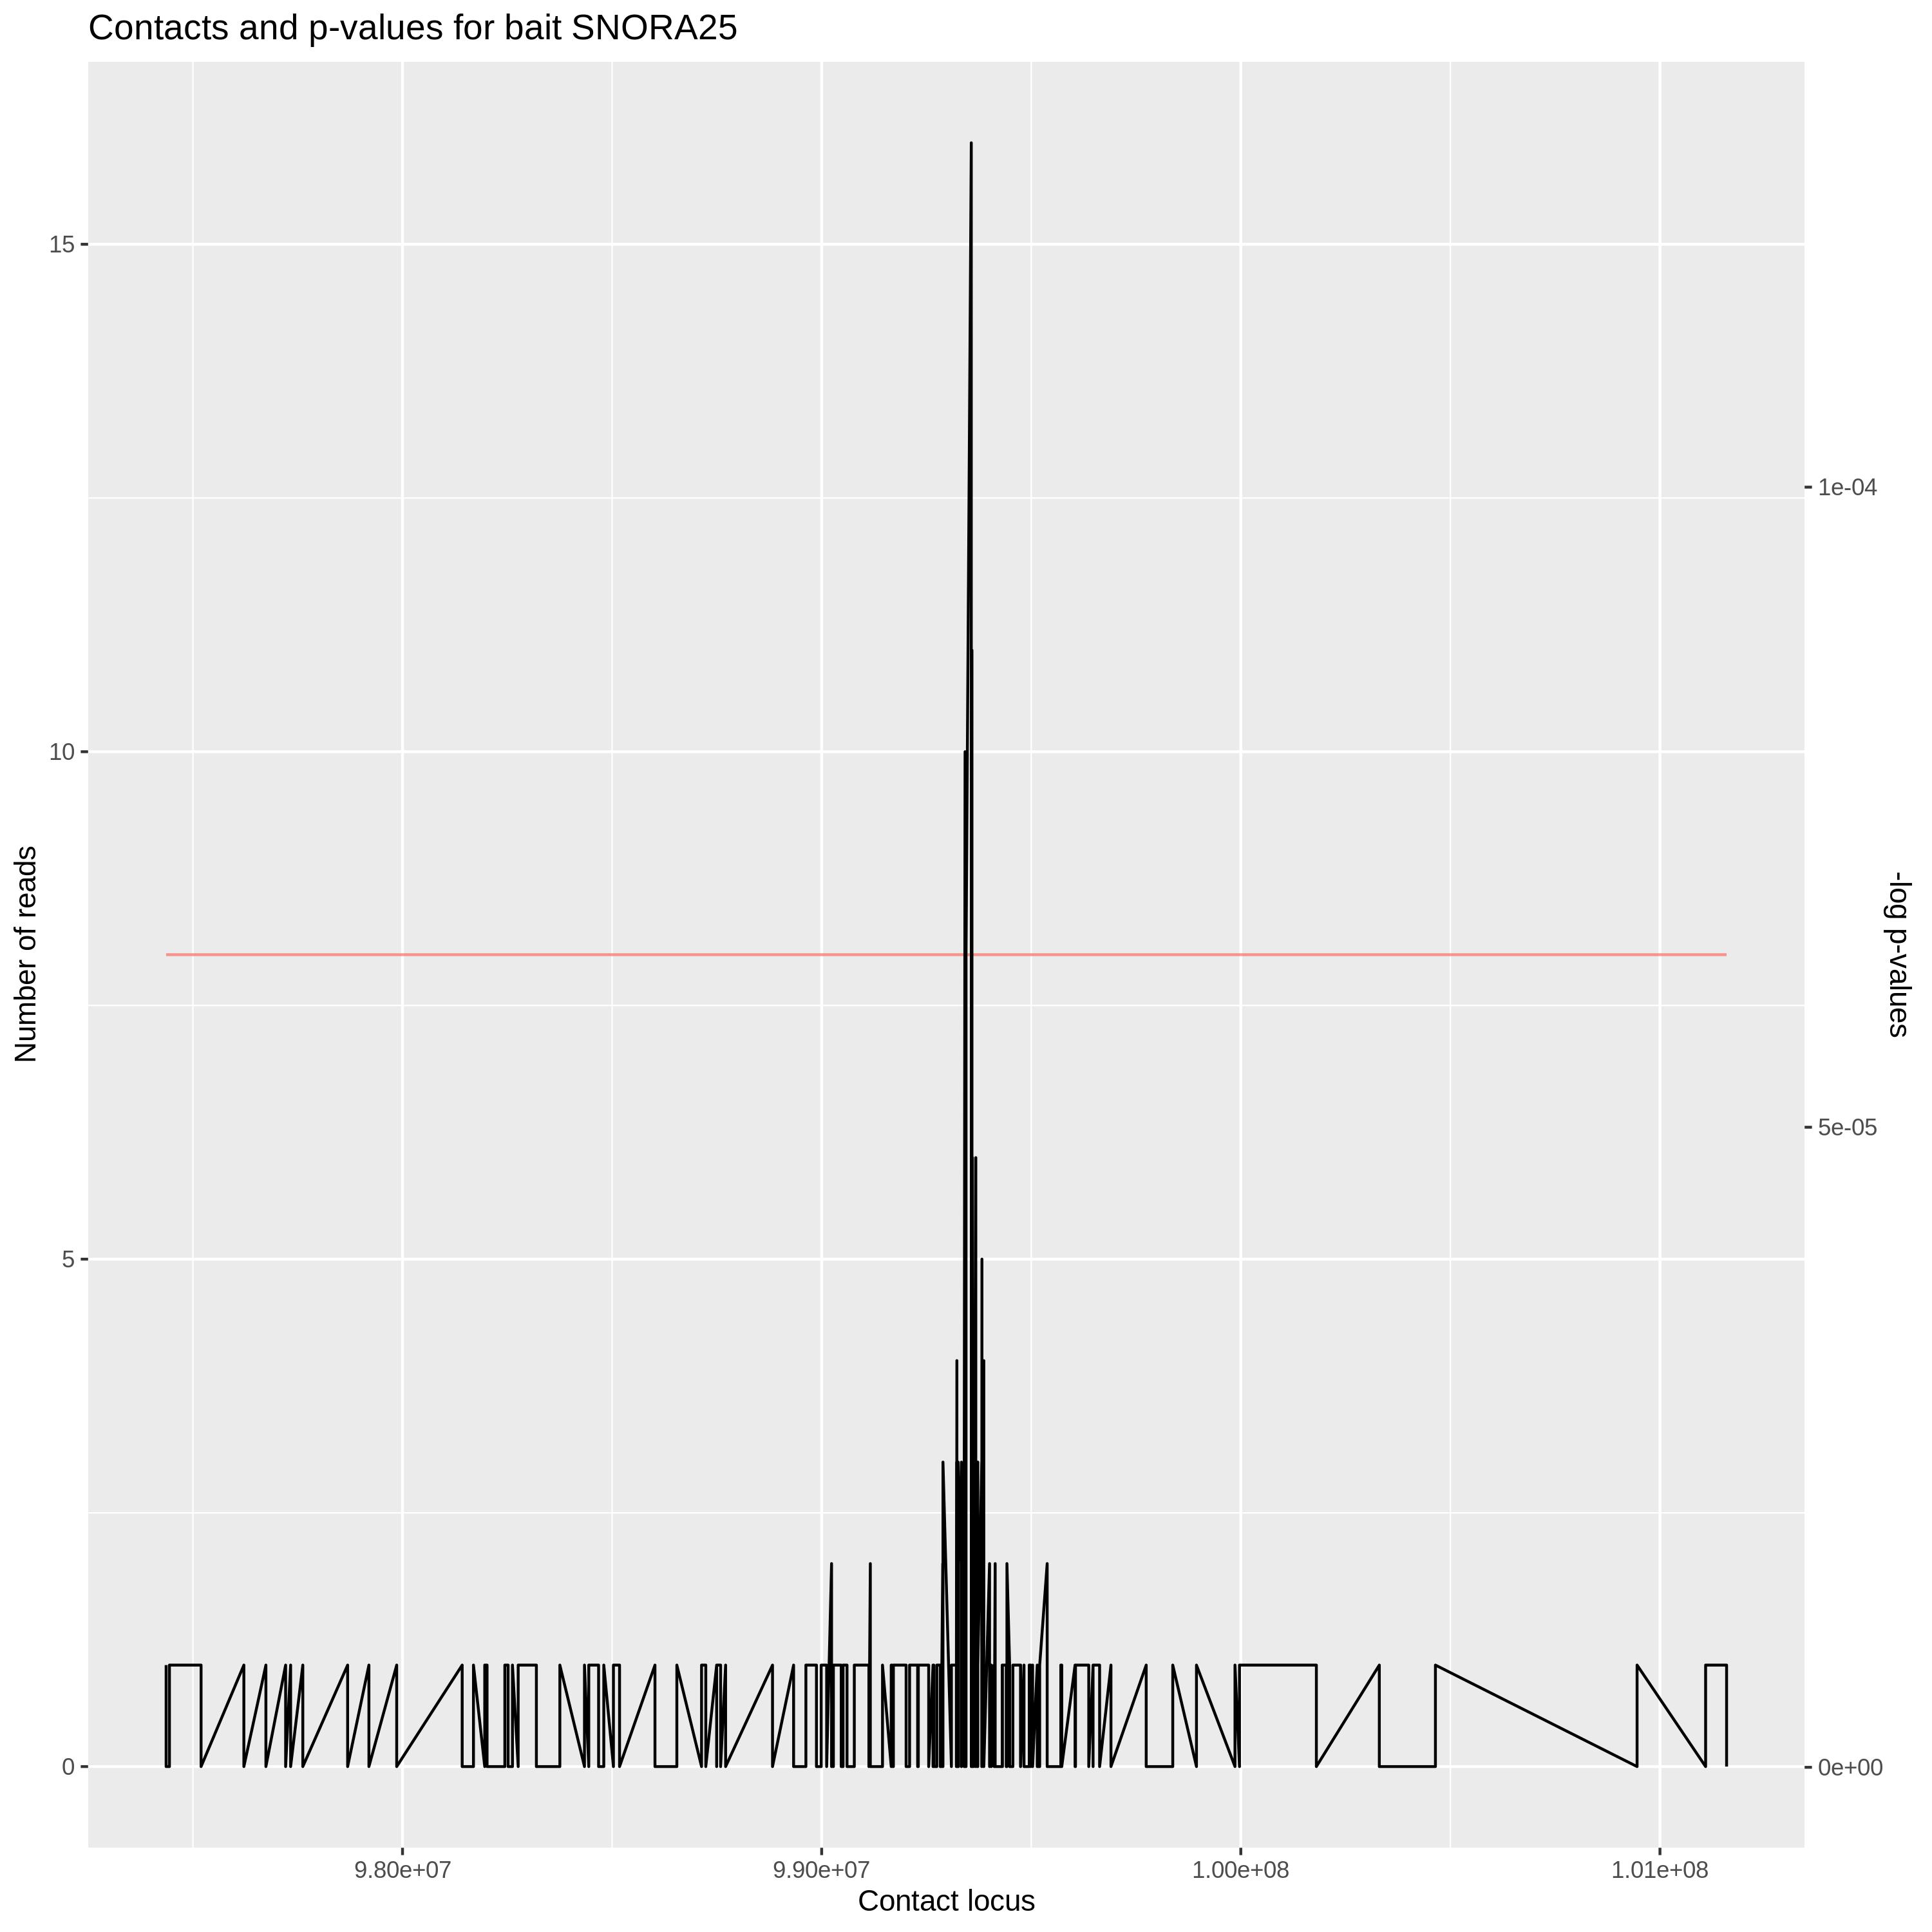 Contacts and p-values for bait SNORA25
15
10
5
0
Number of reads
1e-04
5e-05
0e+00
-log p-values
9.80e+07
9.90e+07
1.00e+08
1.01e+08
Contact locus